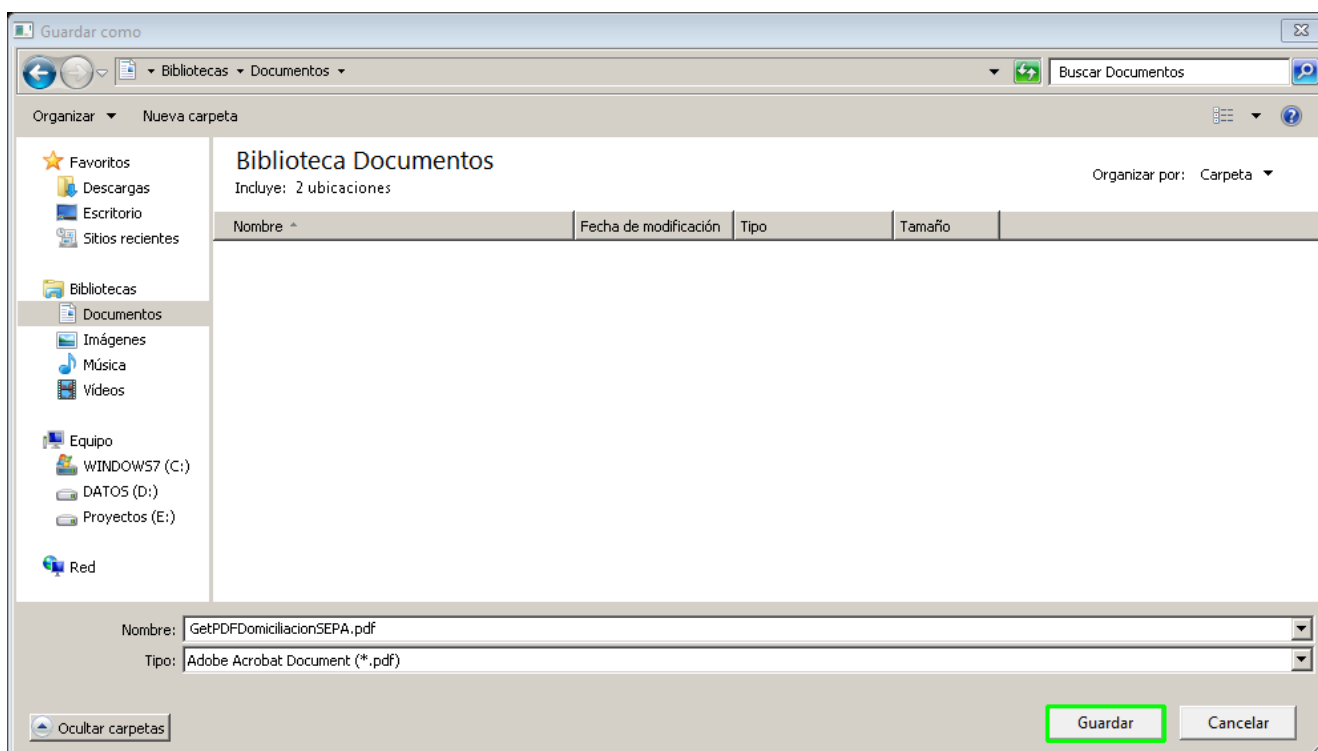 Guardar como
Bibliotecas Documentos
Buscar Documentos
Organizar Nueva carpeta
Favoritos
Descargas
Escritorio
Sitios recientes
Bibliotecas
Documentos
Imágenes
Música
Vídeos
Equipo
WINDOWS7 (C:)
DATOS (D:)
Proyectos (E:)
Red
Biblioteca Documentos
Incluye: 2 ubicaciones
Organizar por: Carpeta
Nombre Fecha de modificación Tipo Tamaño
Nombre: GetPDFDomiciliacionSEPA.pdf
Tipo: Adobe Acrobat Document (*.pdf)
Ocultar carpetas
Guardar Cancelar